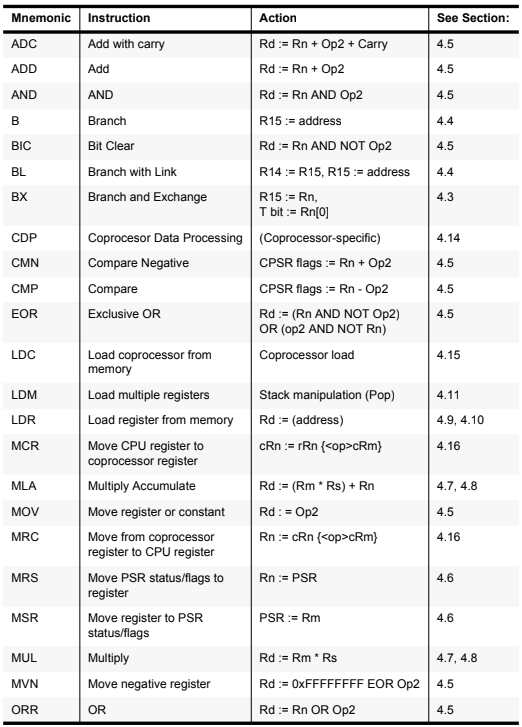 Mnemonic Instruction Action See Section:
ADC Add with carry Rd := Rn + Op2 + Carry 4.5
ADD Add Rd := Rn + Op2 4.5
AND AND Rd := Rn AND Op2 4.5
B Branch R15 := address 4.4
BIC Bit Clear Rd := Rn AND NOT Op2 4.5
BL Branch with Link R14 := R15, R15 := address 4.4
BX Branch and Exchange R15 := Rn, 4.3
T bit := Rn[0]
CDP Coprocesor Data Processing (Coprocessor-specific) 4.14
CMN Compare Negative CPSR flags := Rn + Op2 4.5
CMP Compare CPSR flags := Rn - Op2 4.5
EOR Exclusive OR Rd := (Rn AND NOT Op2) 4.5
OR (op2 AND NOT Rn)
LDC Load coprocessor from Coprocessor load 4.15
memory
LDM Load multiple registers Stack manipulation (Pop) 4.11
LDR Load register from memory Rd := (address) 4.9, 4.10
MCR Move CPU register to cRn := rRn {<op>cRm} 4.16
coprocessor register
MLA Multiply Accumulate Rd := (Rm * Rs) + Rn 4.7, 4.8
MOV Move register or constant Rd : = Op2 4.5
MRC Move from coprocessor Rn := cRn {<op>cRm} 4.16
register to CPU register
MRS Move PSR status/flags to Rn := PSR 4.6
register
MSR Move register to PSR PSR := Rm 4.6
status/flags
MUL Multiply Rd := Rm * Rs 4.7, 4.8
MVN Move negative register Rd := 0xFFFFFFFF EOR Op2 4.5
ORR OR Rd := Rn OR Op2 4.5